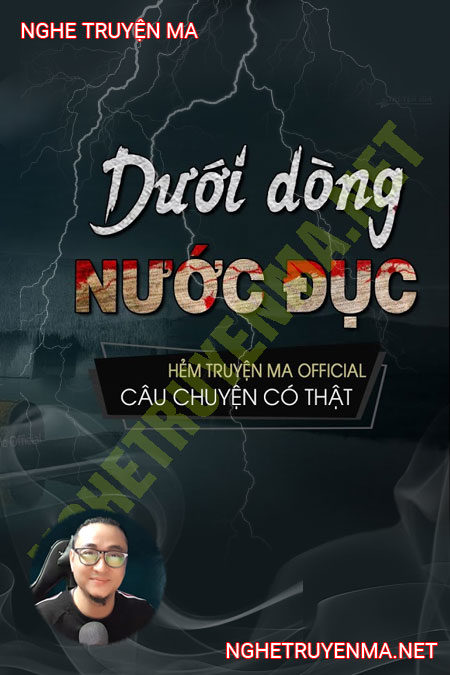 NGHE TRUYỆN MA
Dưới dòng
NƯỚC ĐỤC
HẺM TRUYỆN MA OFFICIAL
CÂU CHUYỆN CÓ THẬT
NGHETRUYENMA.NET
Official
NGHETRUYENMA.NET